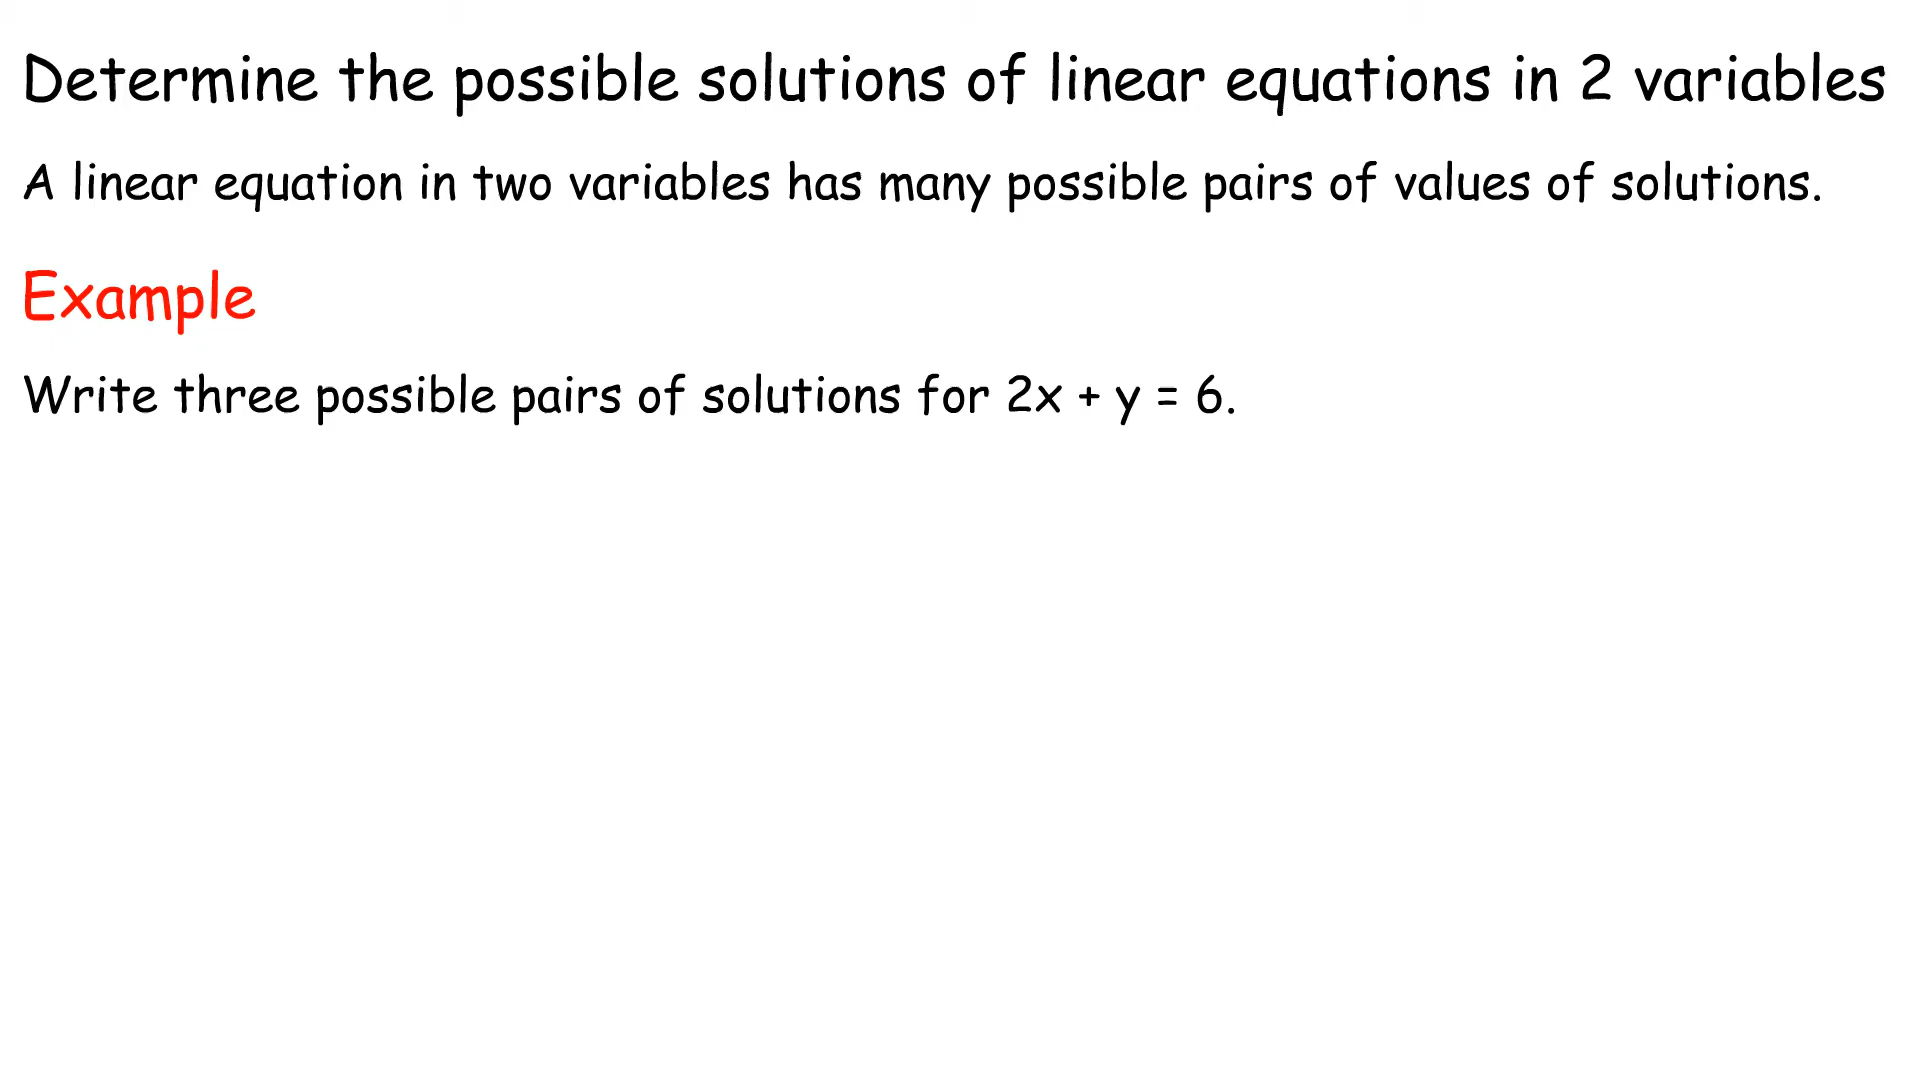 Determine the possible solutions of linear equations in 2 variables
A linear equation in two variables has many possible pairs of values of solutions.
Example
Write three possible pairs of solutions for 2x + y = 6.